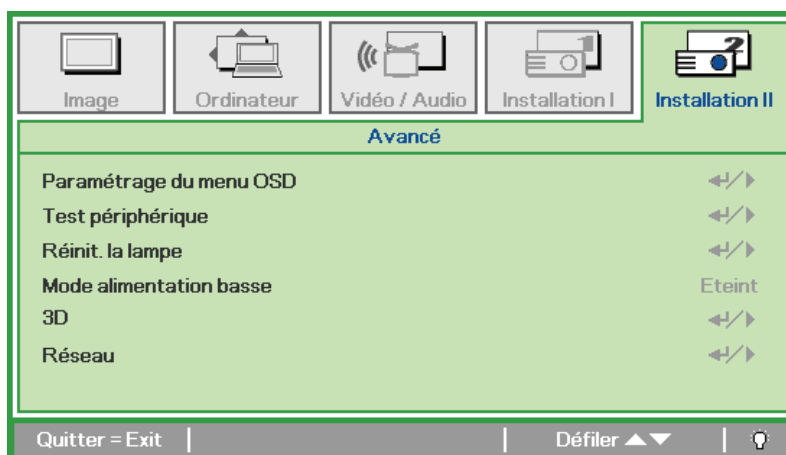 Image Ordinateur Vidéo / Audio Installation I Installation II
Avancé
Paramétrage du menu OSD
Test périphérique
Réinit. la lampe
Mode alimentation basse Eteint
3D
Réseau
Quitter = Exit Défiler